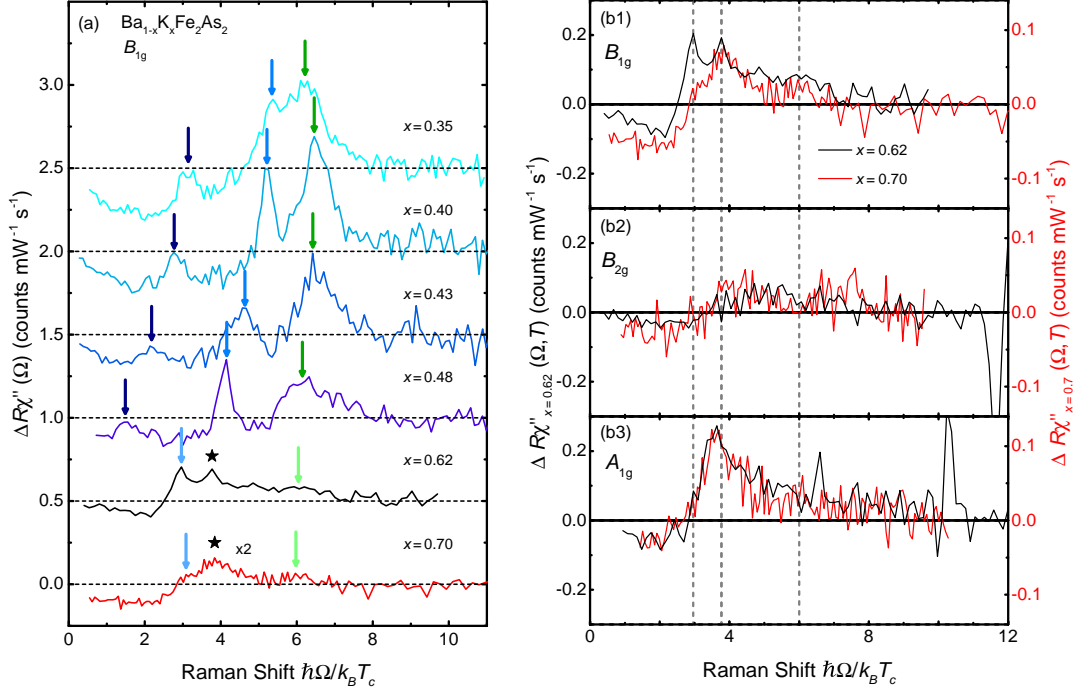 (a) Ba1-xKxFe2As2
B1g
x=0.35
x=0.40
x=0.43
x=0.48
x=0.62
x=0.70
x2
3.0
2.5
2.0
1.5
1.0
0.5
0.0
Δ Rχ" (Ω) (counts mW⁻¹ s⁻¹)
0 2 4 6 8 10
Raman Shift ℏΩ/kBTc
(b1)
B1g
x = 0.62
x = 0.70
0.2
0.0
-0.2
0.1
0.0
-0.1
(b2)
B2g
0.2
0.0
-0.2
0.1
0.0
-0.1
(b3)
A1g
0.2
0.0
-0.2
0.1
0.0
-0.1
Δ Rχ"x = 0.62 (Ω,T) (counts mW⁻¹ s⁻¹)
Δ Rχ"x = 0.7 (Ω,T) (counts mW⁻¹ s⁻¹)
0 4 8 12
Raman Shift ℏΩ/kBTc